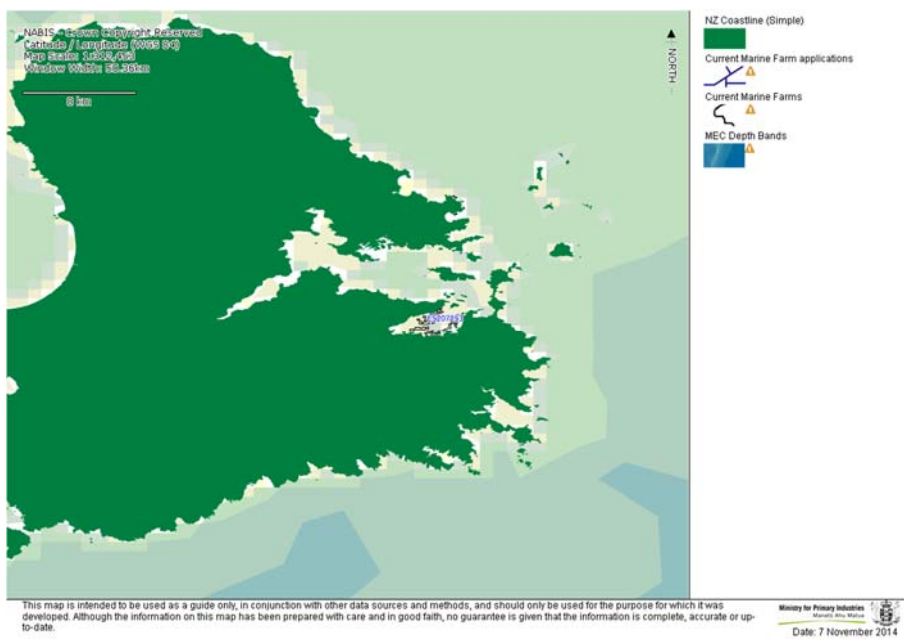 NABIS - Crown Copyright Reserved
Latitude / Longitude (WGS 84)
Map Scale:
Window Width:
8 km
NORTH
NZ Coastline (Simple)
Current Marine Farm applications
Current Marine Farms
MEC Depth Bands
This map is intended to be used as a guide only, in conjunction with other data sources and methods, and should only be used for the purpose for which it was
developed. Although the information on this map has been prepared with care and in good faith, no guarantee is given that the information is complete, accurate or up-
to-date.
Ministry for Primary Industries
Manatū Ahu Matua
Date: 7 November 2014